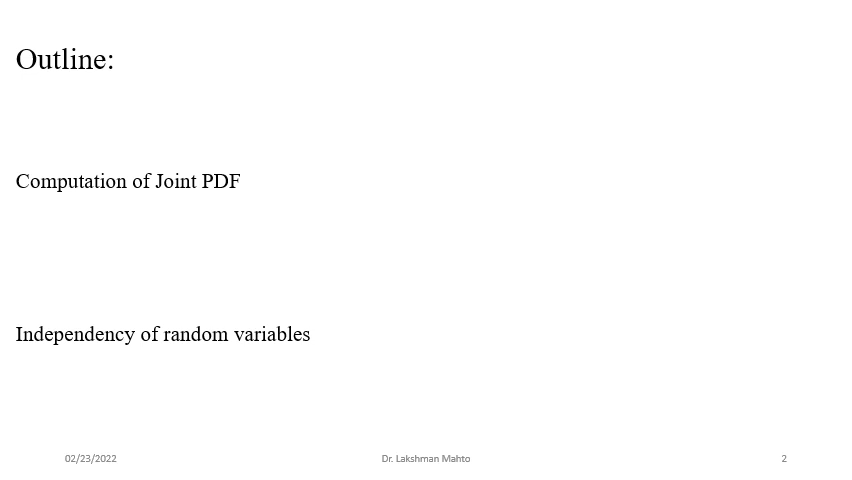 Outline:
Computation of Joint PDF
Independency of random variables
02/23/2022 Dr. Lakshman Mahto 2